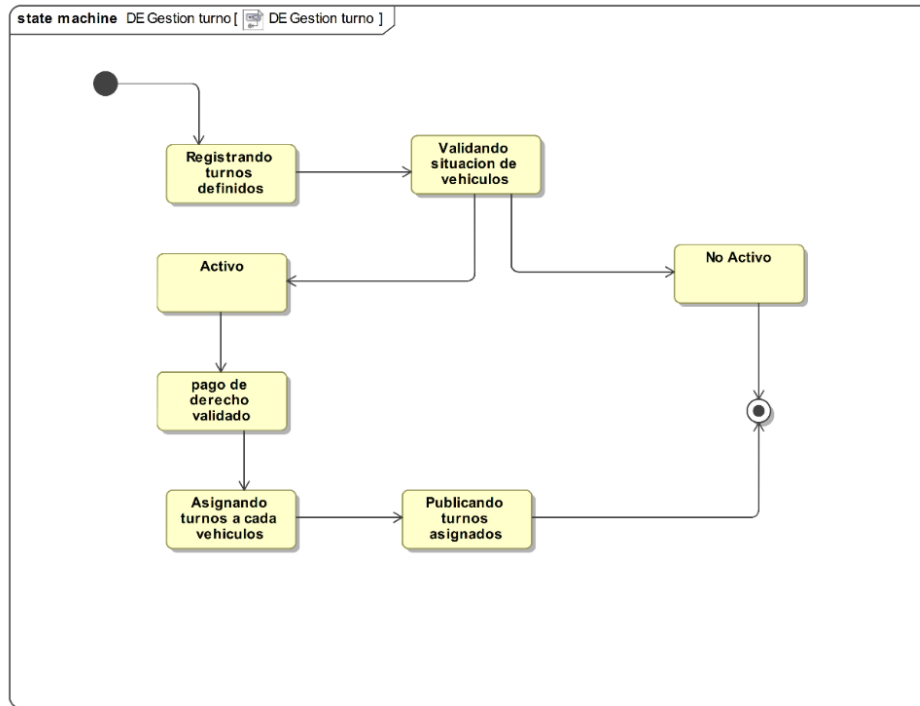 state machine DE Gestion turno [ DE Gestion turno ]
Registrando
turnos
definidos
Validando
situacion de
vehiculos
Activo
No Activo
pago de
derecho
validado
Asignando
turnos a cada
vehiculos
Publicando
turnos
asignados